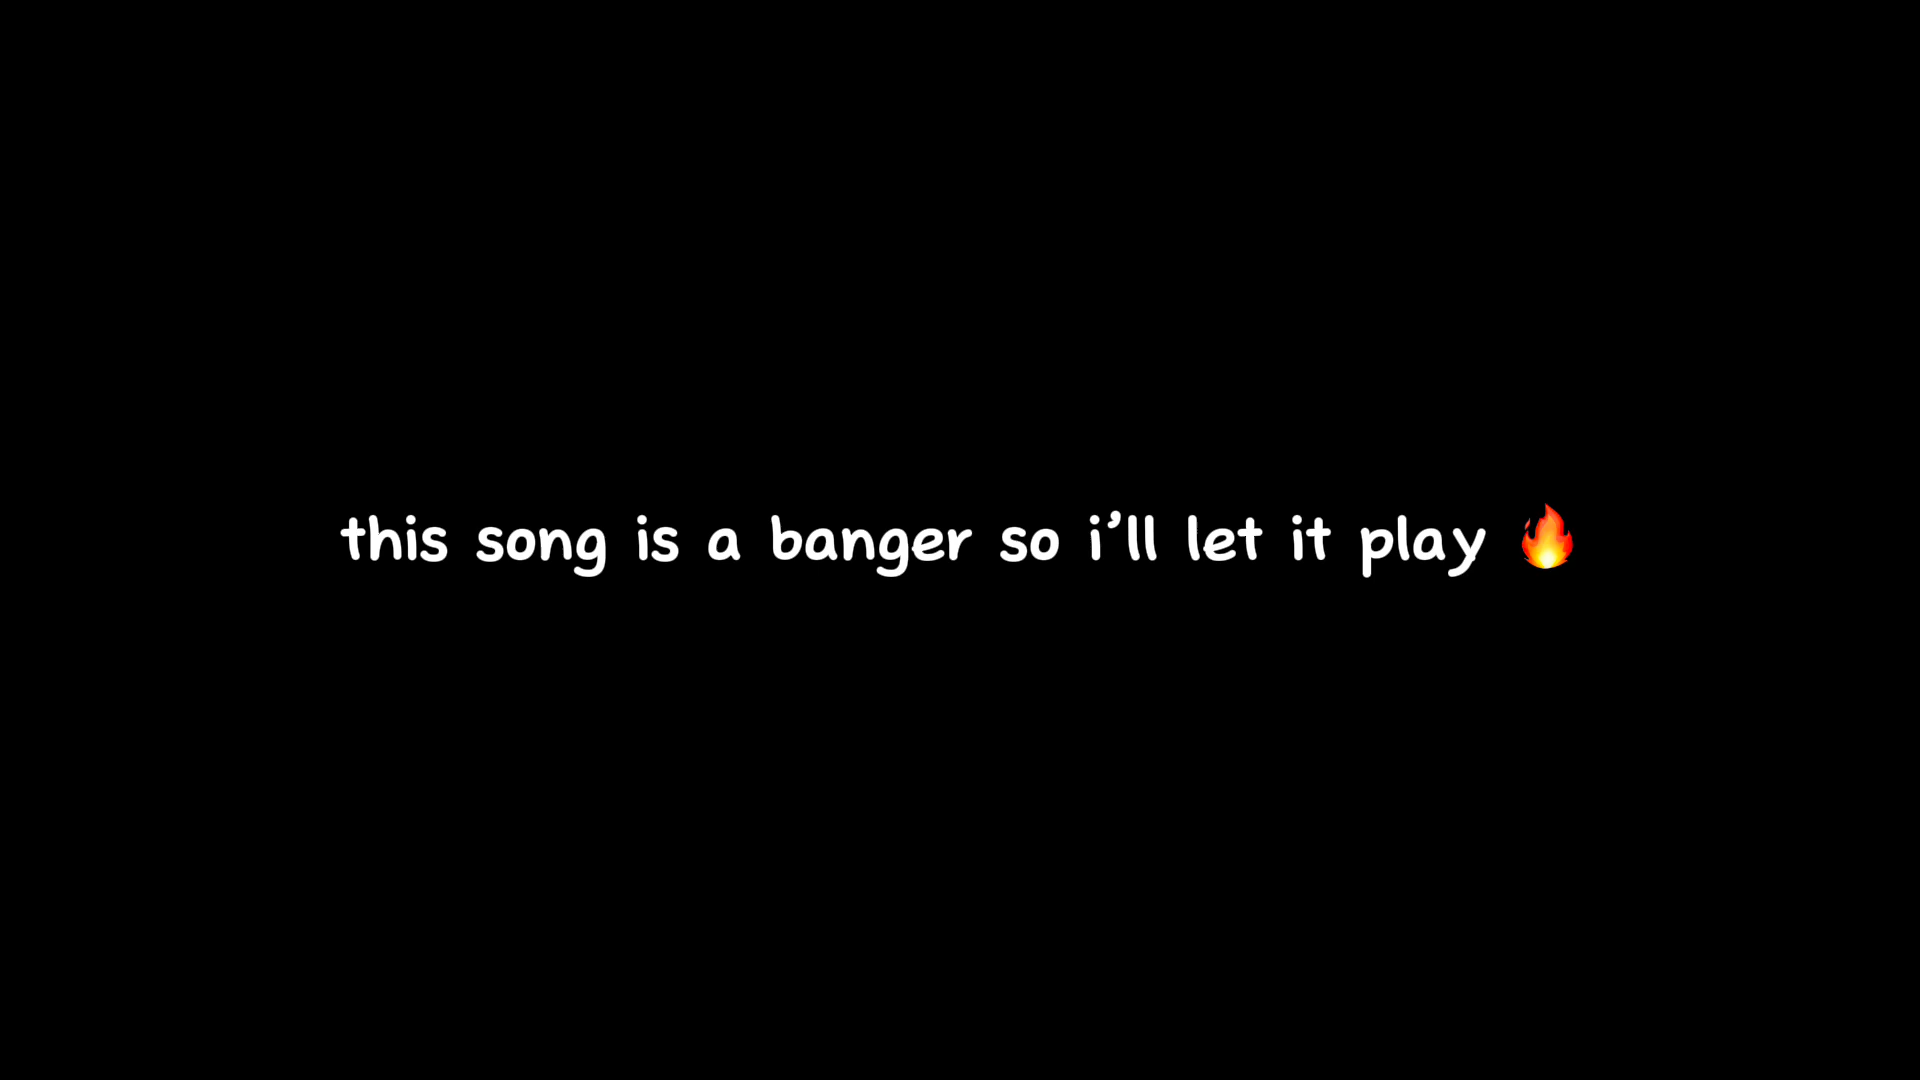 this song is a banger so i’ll let it play 🔥